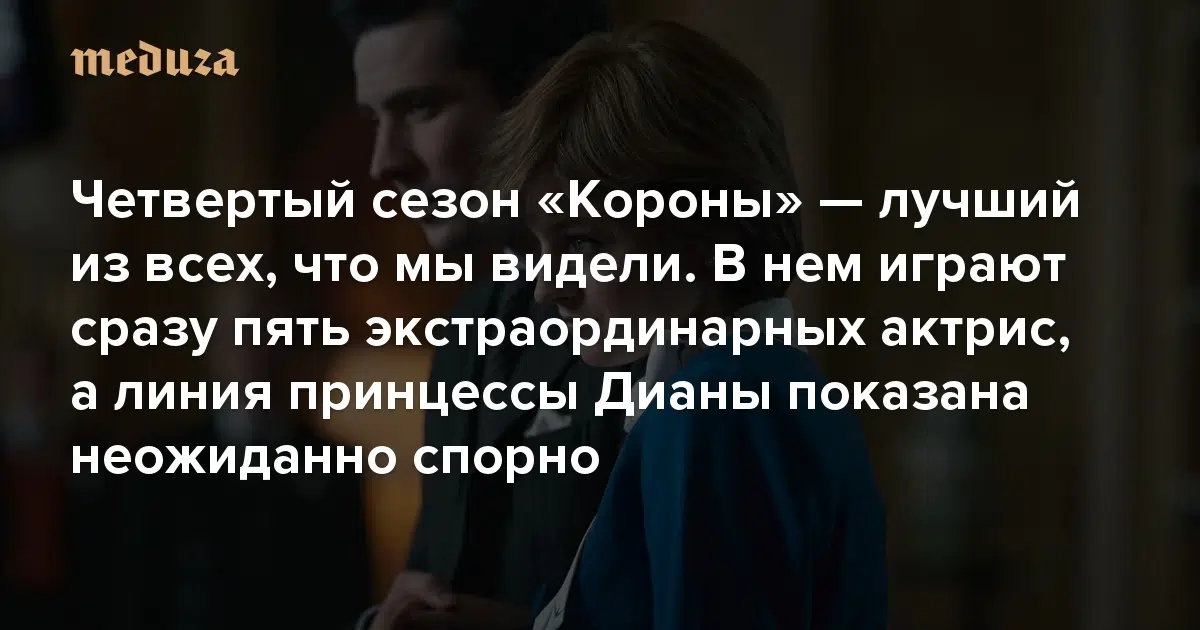 meduza
Четвертый сезон «Короны» — лучший
из всех, что мы видели. В нем играют
сразу пять экстраординарных актрис,
а линия принцессы Дианы показана
неожиданно спорно